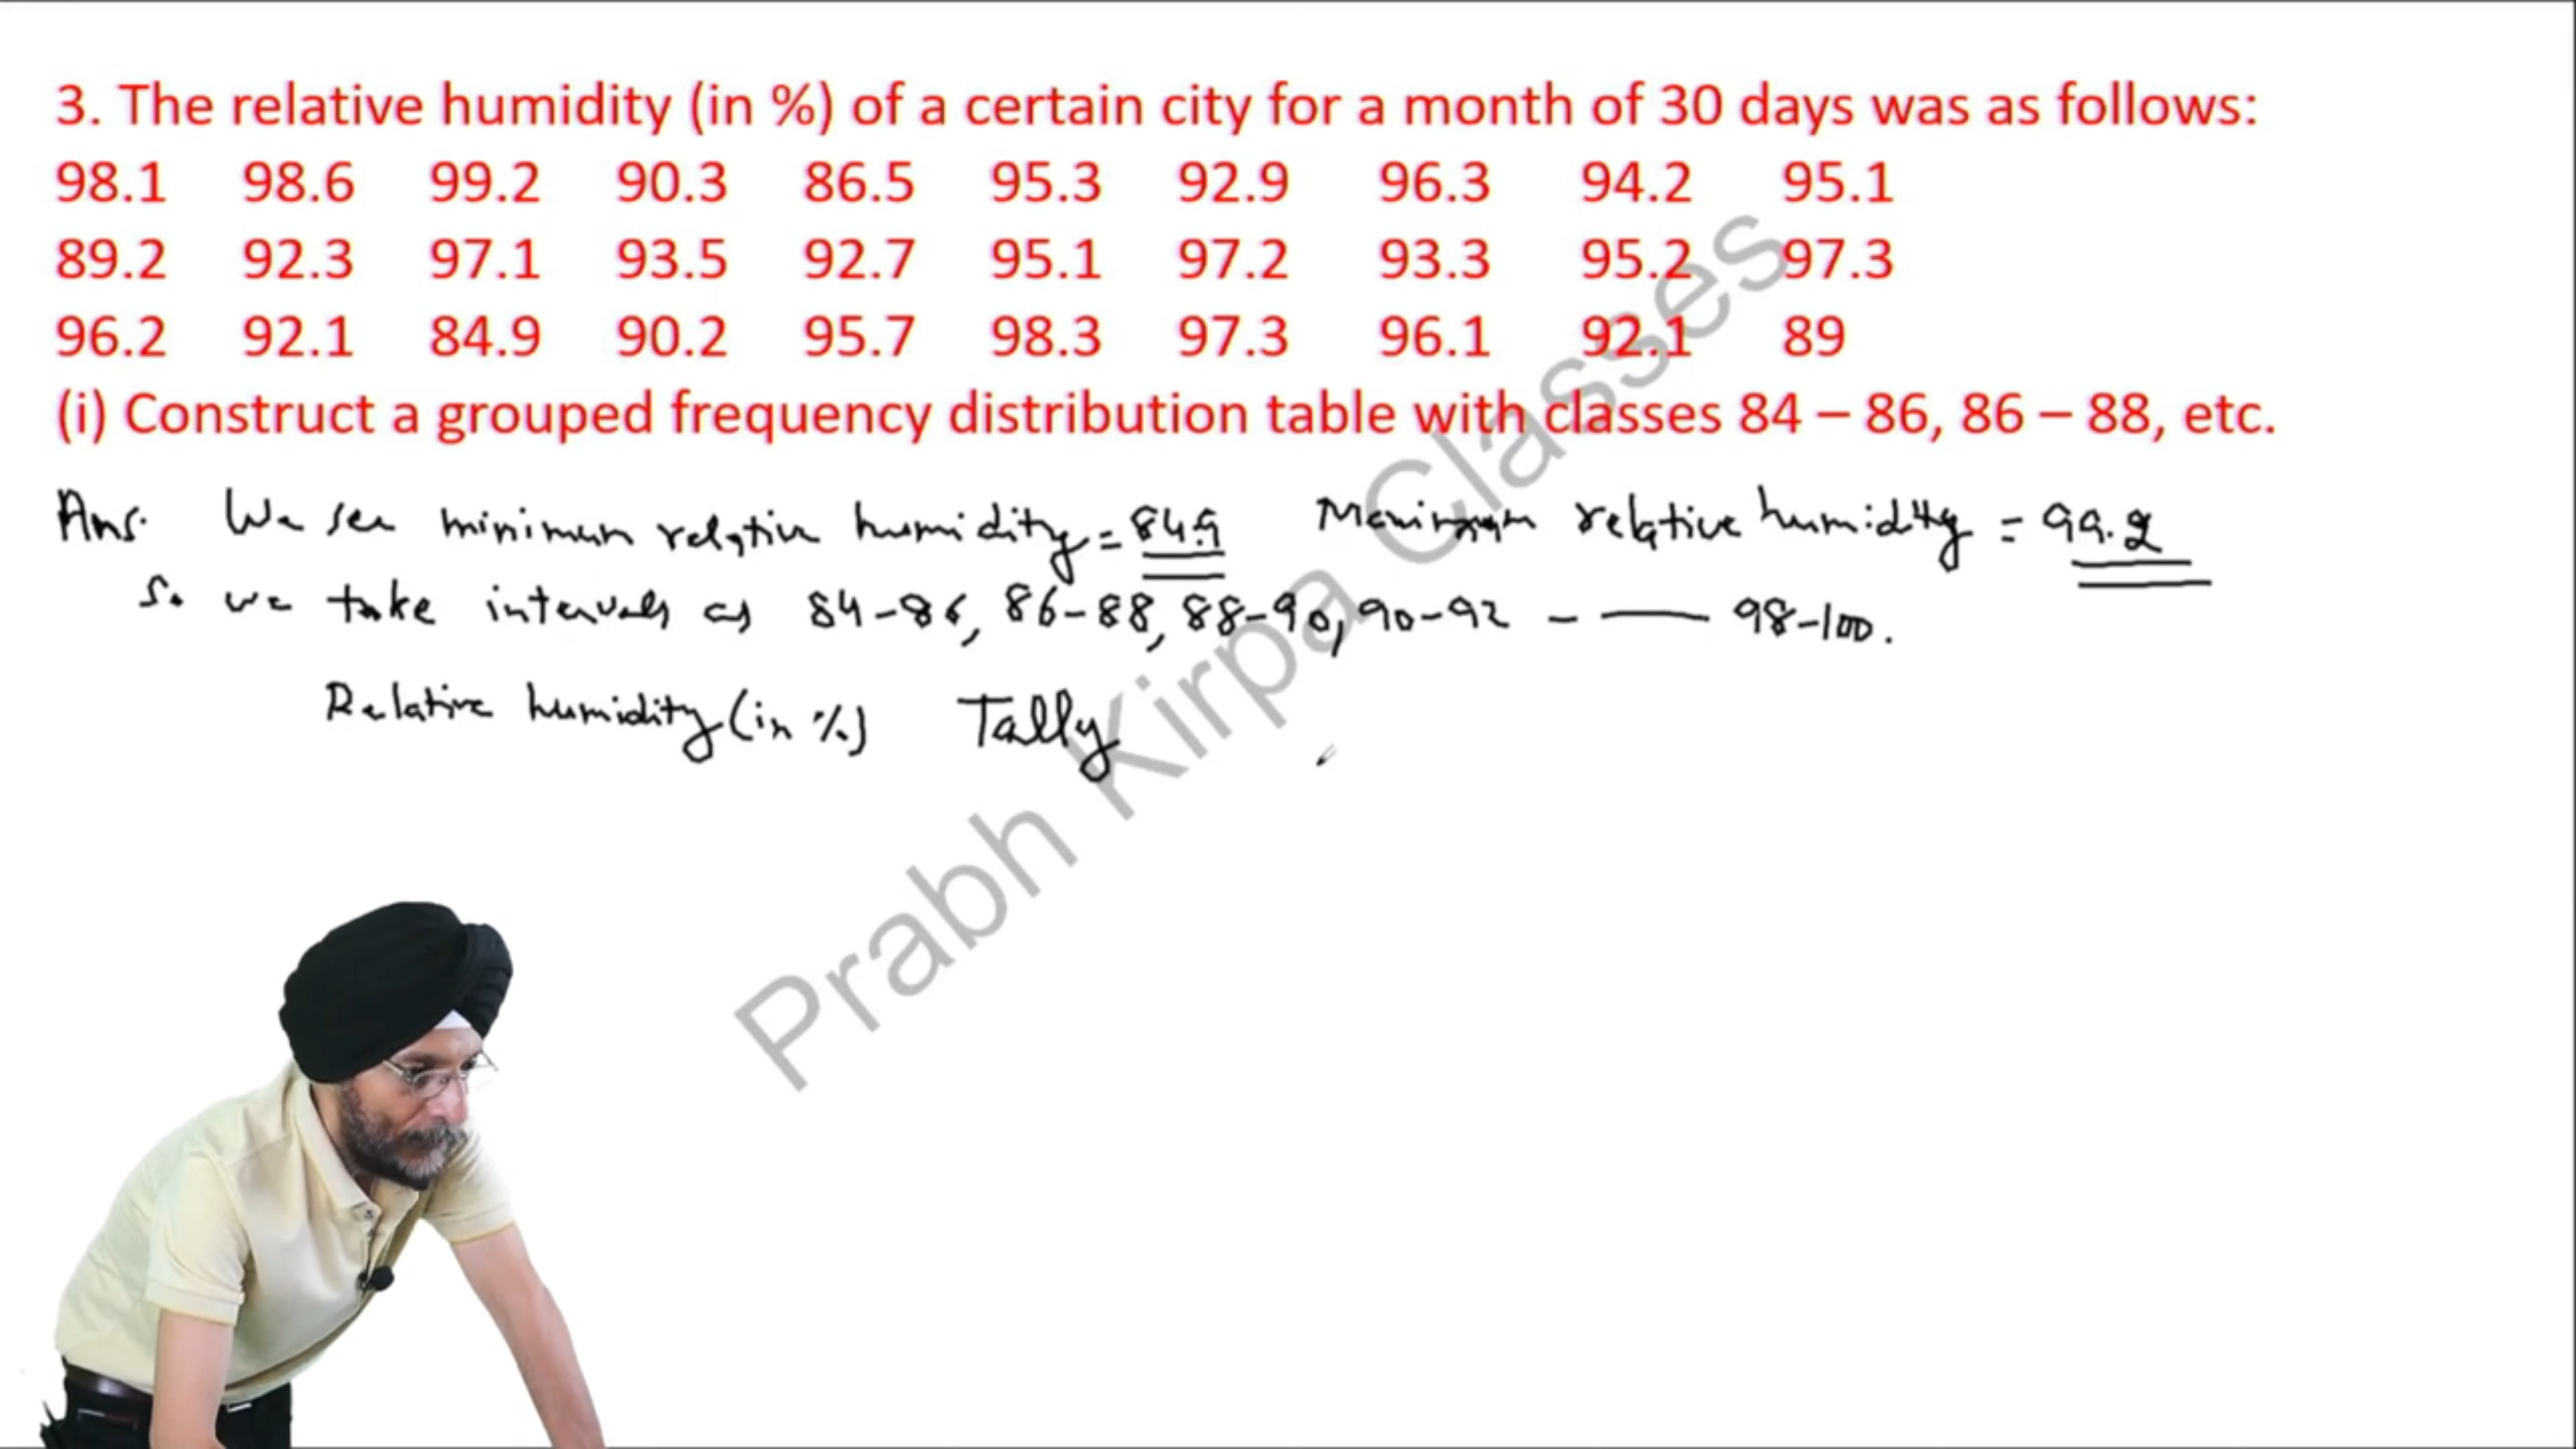 3. The relative humidity (in %) of a certain city for a month of 30 days was as follows:
98.1 98.6 99.2 90.3 86.5 95.3 92.9 96.3 94.2 95.1
89.2 92.3 97.1 93.5 92.7 95.1 97.2 93.3 95.2 97.3
96.2 92.1 84.9 90.2 95.7 98.3 97.3 96.1 92.1 89
(i) Construct a grouped frequency distribution table with classes 84 – 86, 86 – 88, etc.
Ans. We see minimum relative humidity = 84.9 Maximum relative humidity = 99.2
So we take intervals as 84-86, 86-88, 88-90, 90-92 - — 98-100.
Relative humidity (in %) Tally
Prabh Kirpa Classes